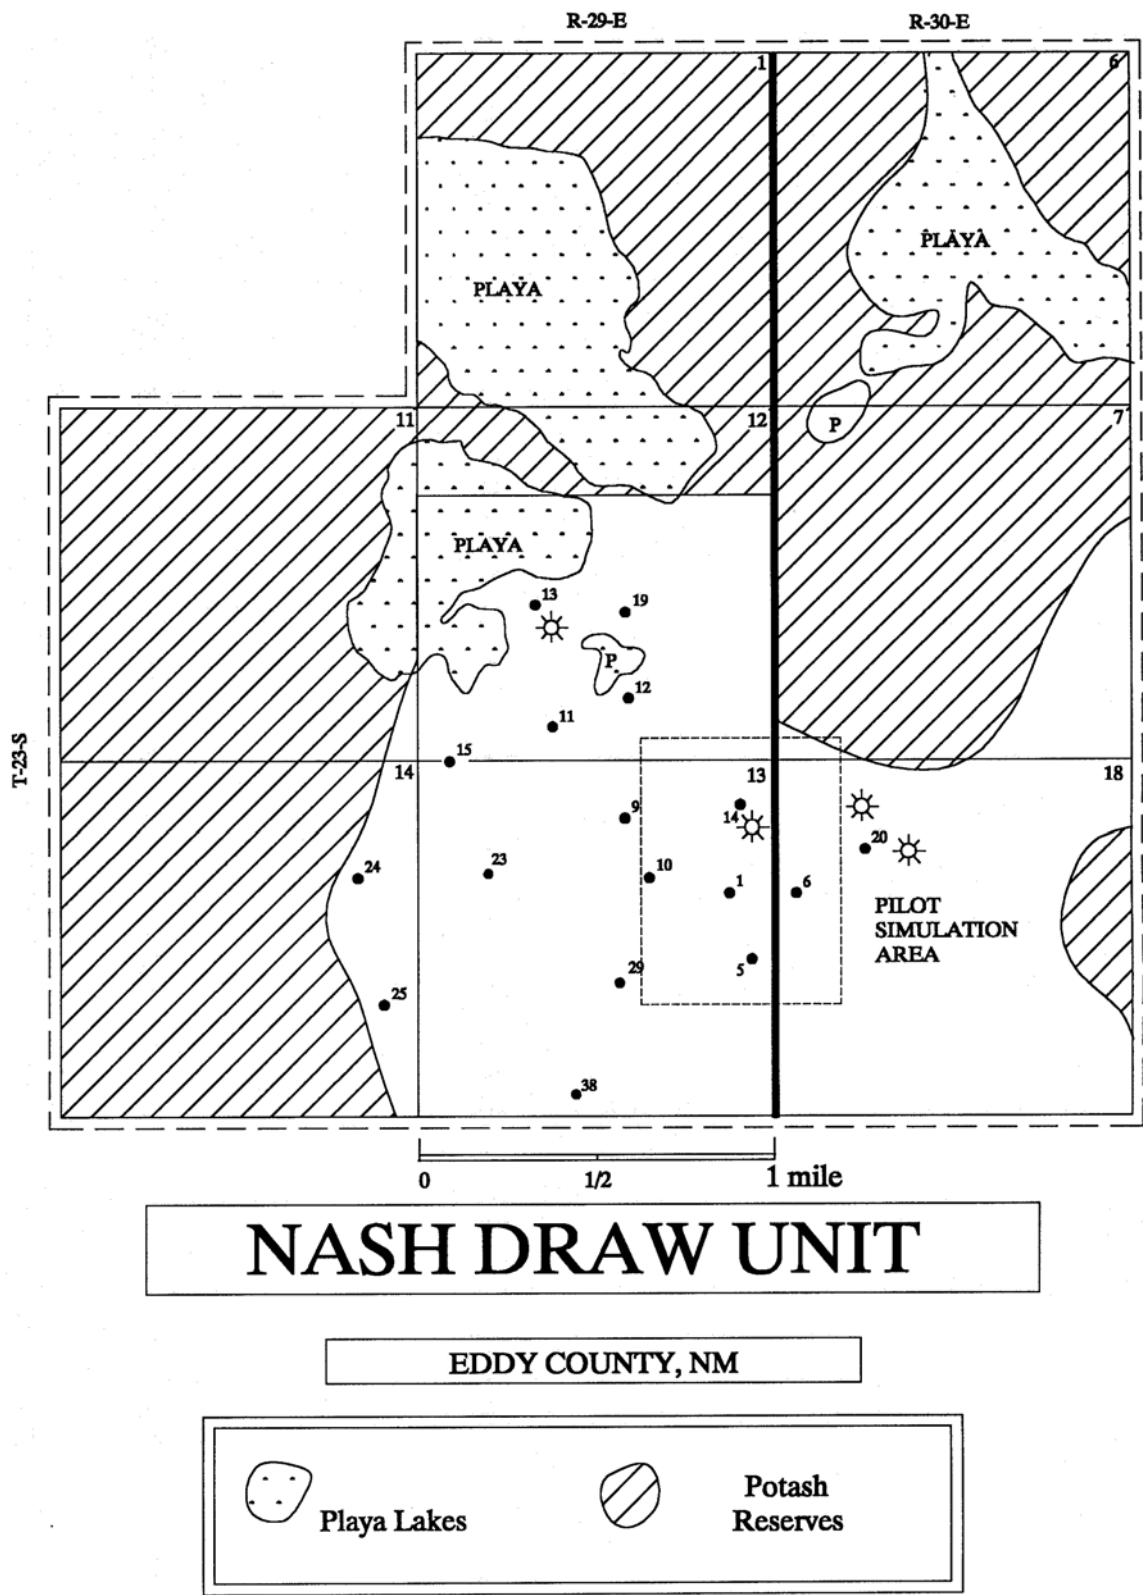 R-29-E
R-30-E
1
6
PLAYA
PLAYA
11
12
P
7
PLAYA
13
19
P
12
11
15
T-23-S
14
13
18
9
14
20
24
23
10
1
6
PILOT
SIMULATION
AREA
5
29
25
38
0
1/2
1 mile
NASH DRAW UNIT
EDDY COUNTY, NM
Playa Lakes
Potash
Reserves